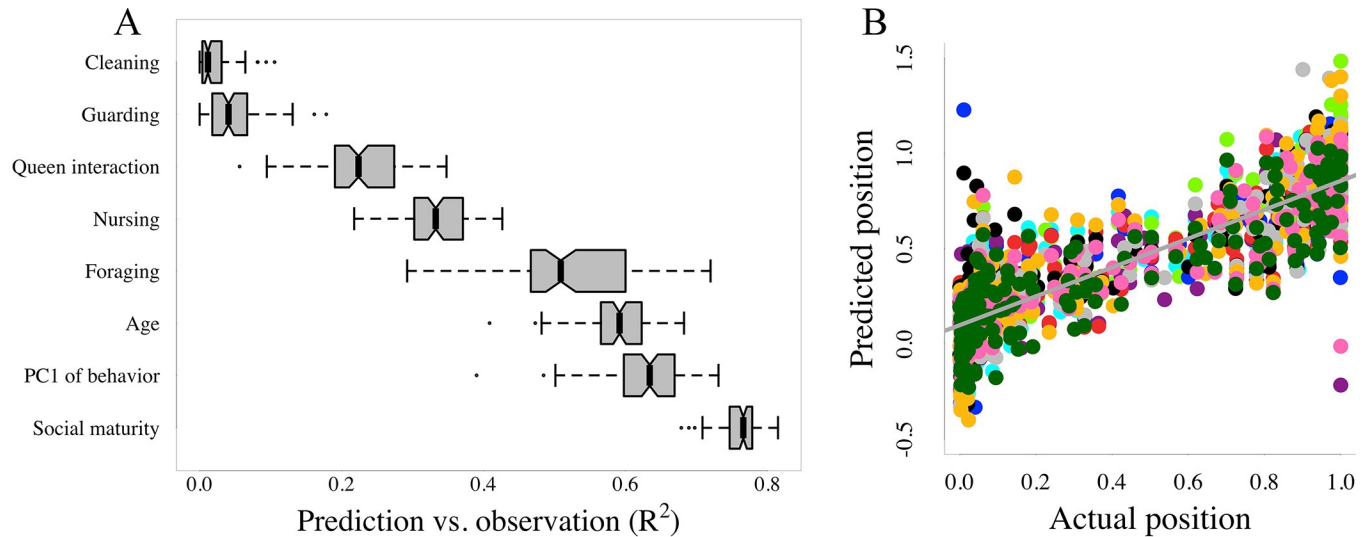 A
Cleaning
Guarding
Queen interaction
Nursing
Foraging
Age
PC1 of behavior
Social maturity
0.0 0.2 0.4 0.6 0.8
Prediction vs. observation (R²)
B
Predicted position
1.5
1.0
0.5
0.0
-0.5
0.0 0.2 0.4 0.6 0.8 1.0
Actual position